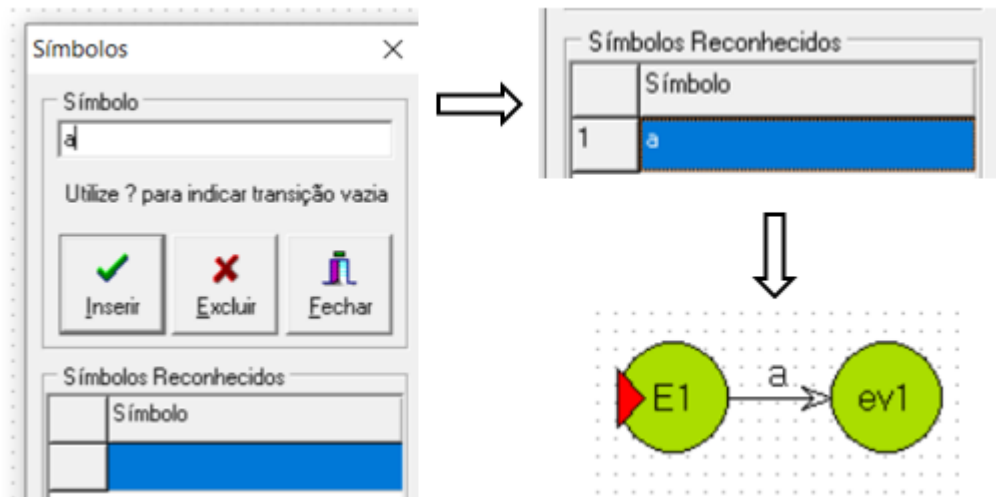 Símbolos
Símbolo
a
Utilize ? para indicar transição vazia
Inserir
Excluir
Fechar
Símbolos Reconhecidos
Símbolo
Símbolos Reconhecidos
Símbolo
1 a
E1 a ev1